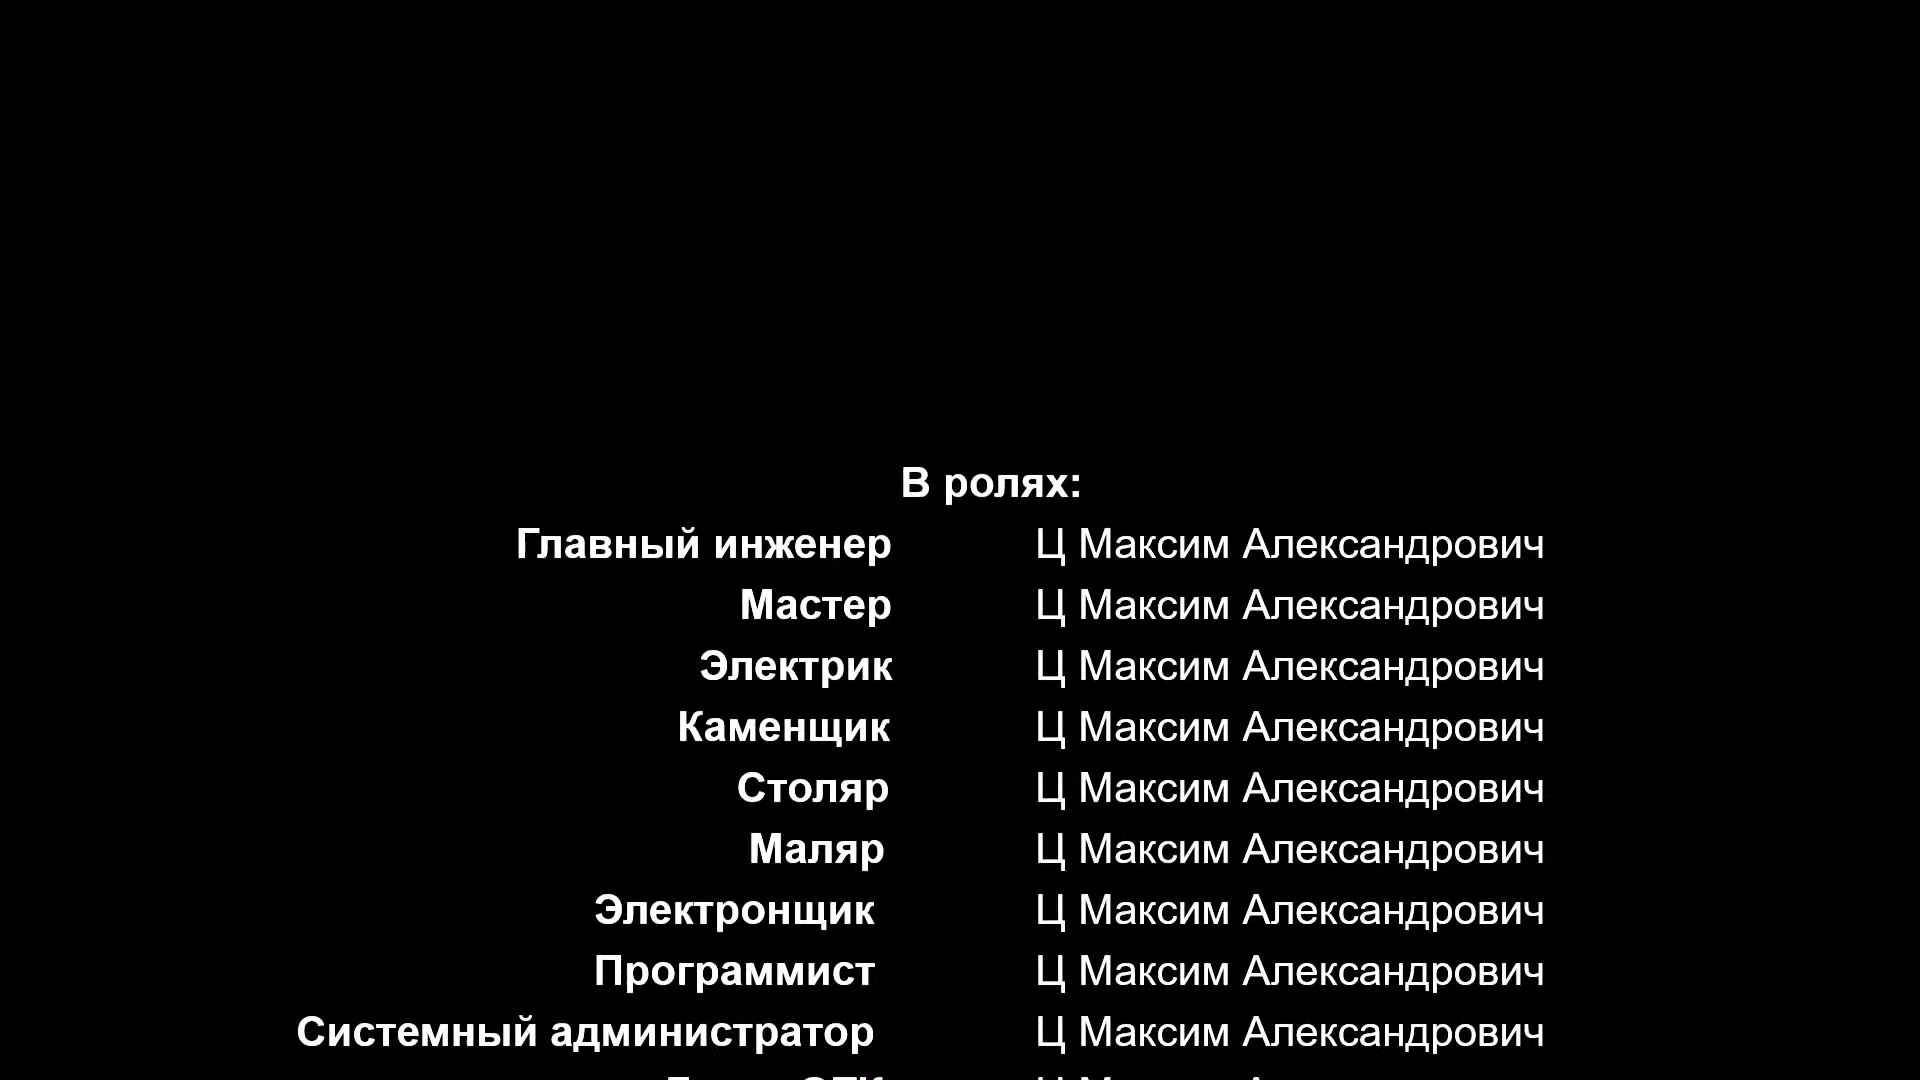 В ролях:
Главный инженер Ц Максим Александрович
Мастер Ц Максим Александрович
Электрик Ц Максим Александрович
Каменщик Ц Максим Александрович
Столяр Ц Максим Александрович
Маляр Ц Максим Александрович
Электронщик Ц Максим Александрович
Программист Ц Максим Александрович
Системный администратор Ц Максим Александрович